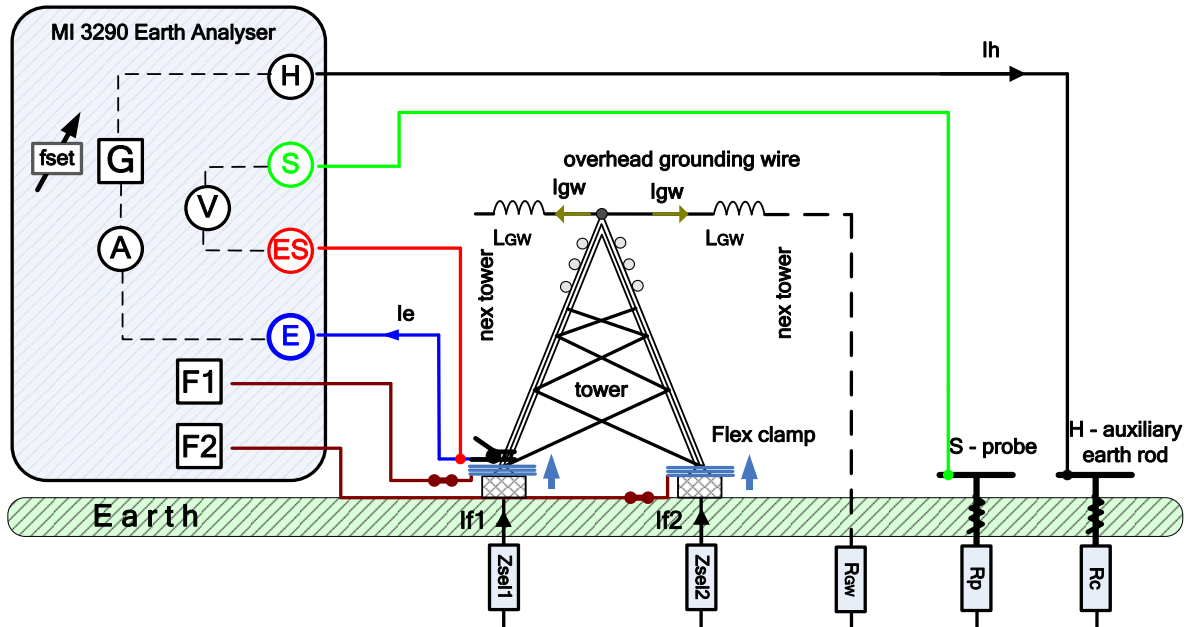 MI 3290 Earth Analyser
H
Ih
fset
G
S
overhead grounding wire
V
Igw
Igw
A
ES
LGW
LGW
nex tower
nex tower
Ie
E
F1
tower
F2
Flex clamp
S - probe
H - auxiliary
earth rod
Earth
If1
If2
Zsel1
Zsel2
RGW
Rp
Rc